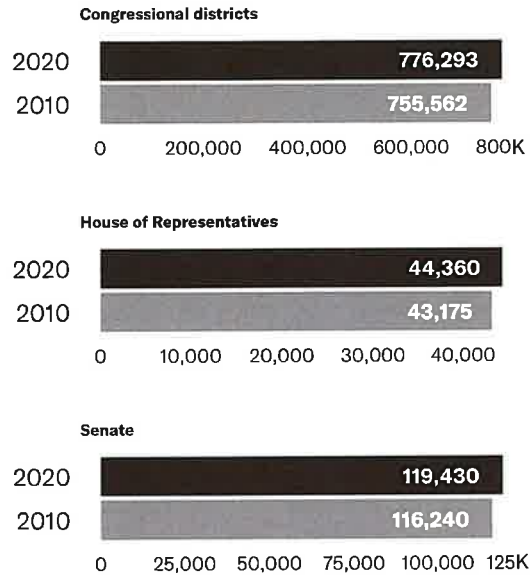 Congressional districts
2020 776,293
2010 755,562
0 200,000 400,000 600,000 800K
House of Representatives
2020 44,360
2010 43,175
0 10,000 20,000 30,000 40,000
Senate
2020 119,430
2010 116,240
0 25,000 50,000 75,000 100,000 125K